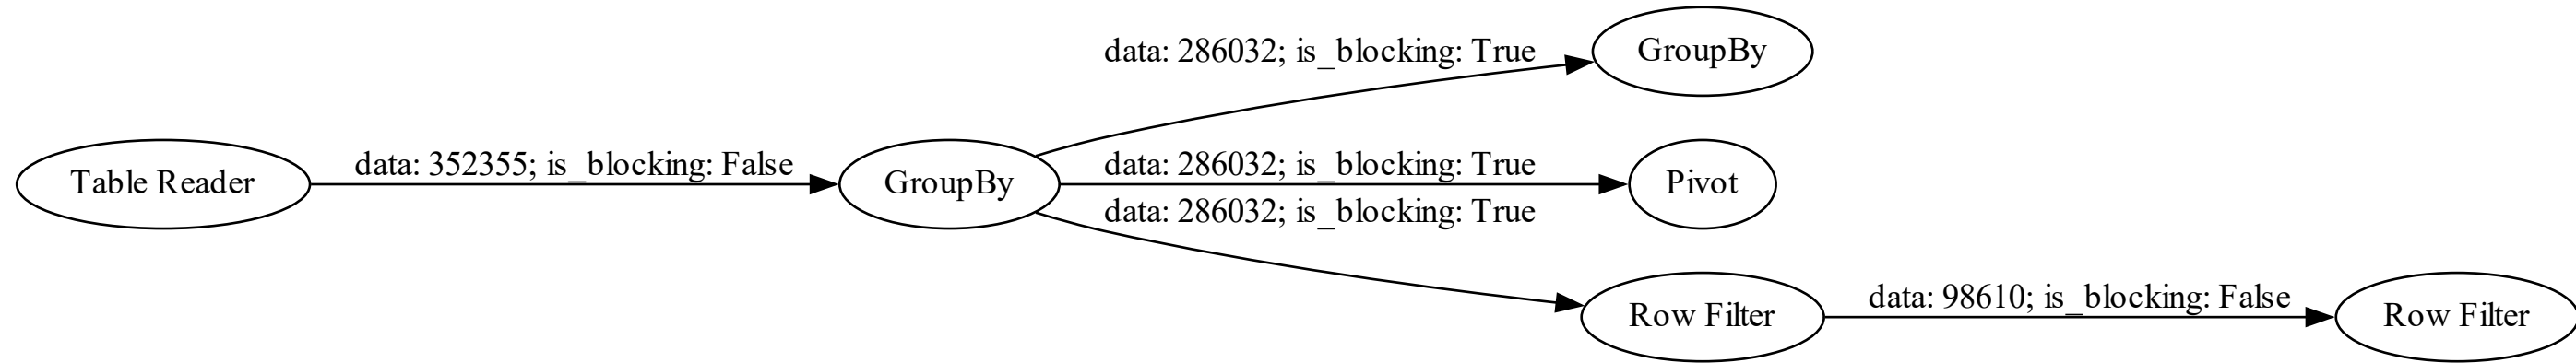 data: 286032; is_blocking: True
GroupBy
Table Reader
data: 352355; is_blocking: False
GroupBy
data: 286032; is_blocking: True
Pivot
data: 286032; is_blocking: True
Row Filter
data: 98610; is_blocking: False
Row Filter